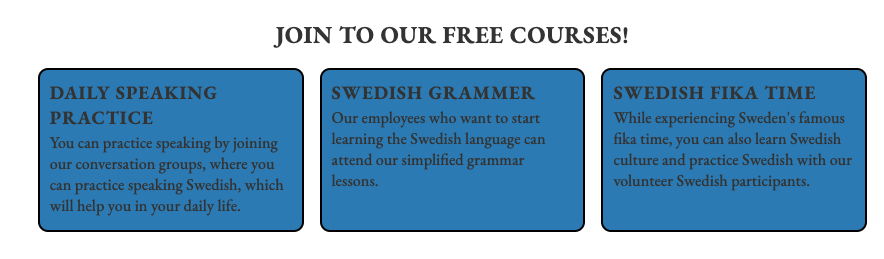 JOIN TO OUR FREE COURSES!
DAILY SPEAKING
PRACTICE
You can practice speaking by joining
our conversation groups, where you
can practice speaking Swedish, which
will help you in your daily life.
SWEDISH GRAMMER
Our employees who want to start
learning the Swedish language can
attend our simplified grammar
lessons.
SWEDISH FIKA TIME
While experiencing Sweden's famous
fika time, you can also learn Swedish
culture and practice Swedish with our
volunteer Swedish participants.